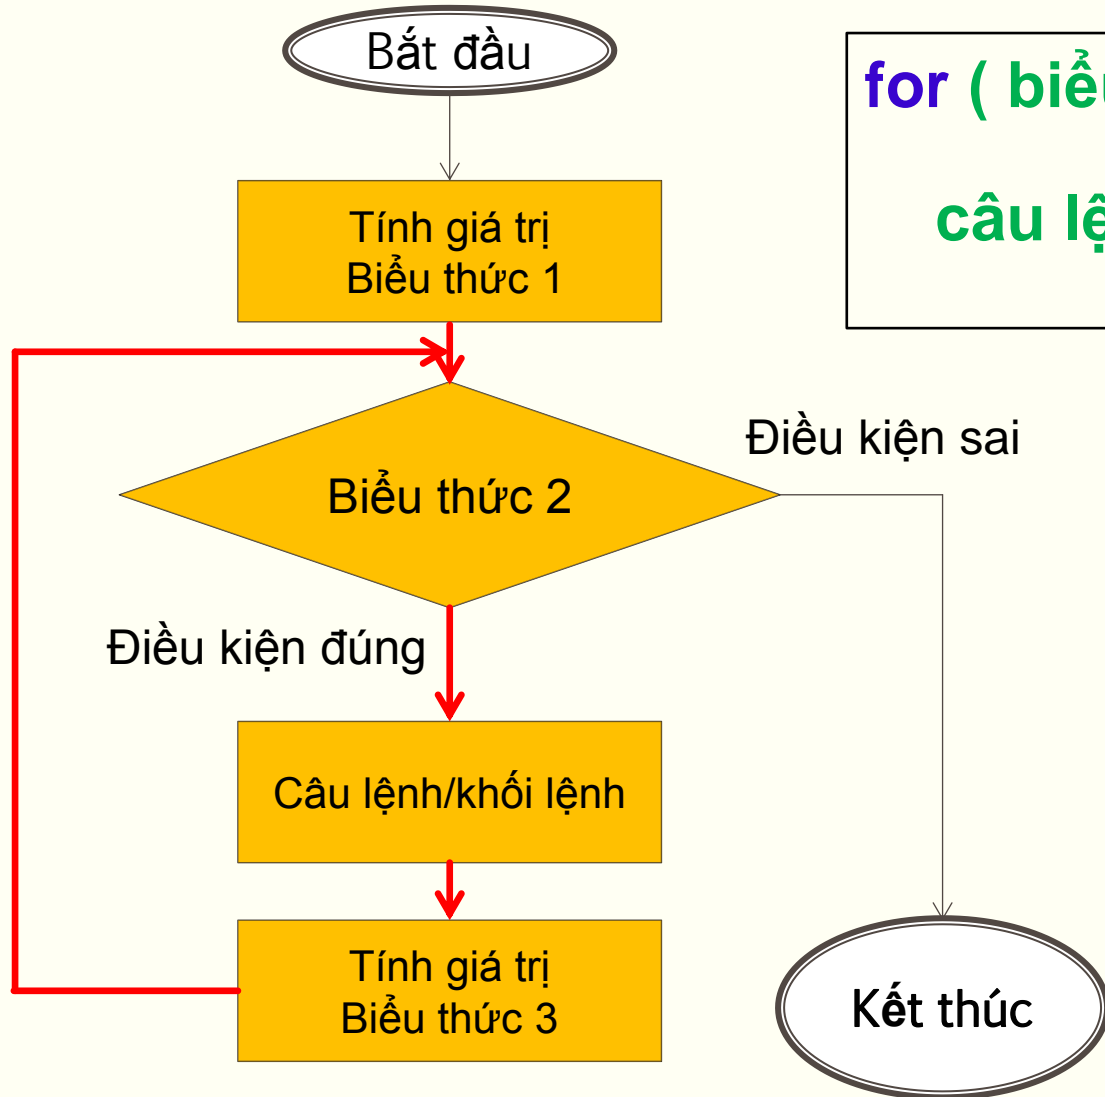 Bắt đầu
for ( biểu
câu lệ
Tính giá trị
Biểu thức 1
Điều kiện sai
Biểu thức 2
Điều kiện đúng
Câu lệnh/khối lệnh
Tính giá trị
Biểu thức 3
Kết thúc